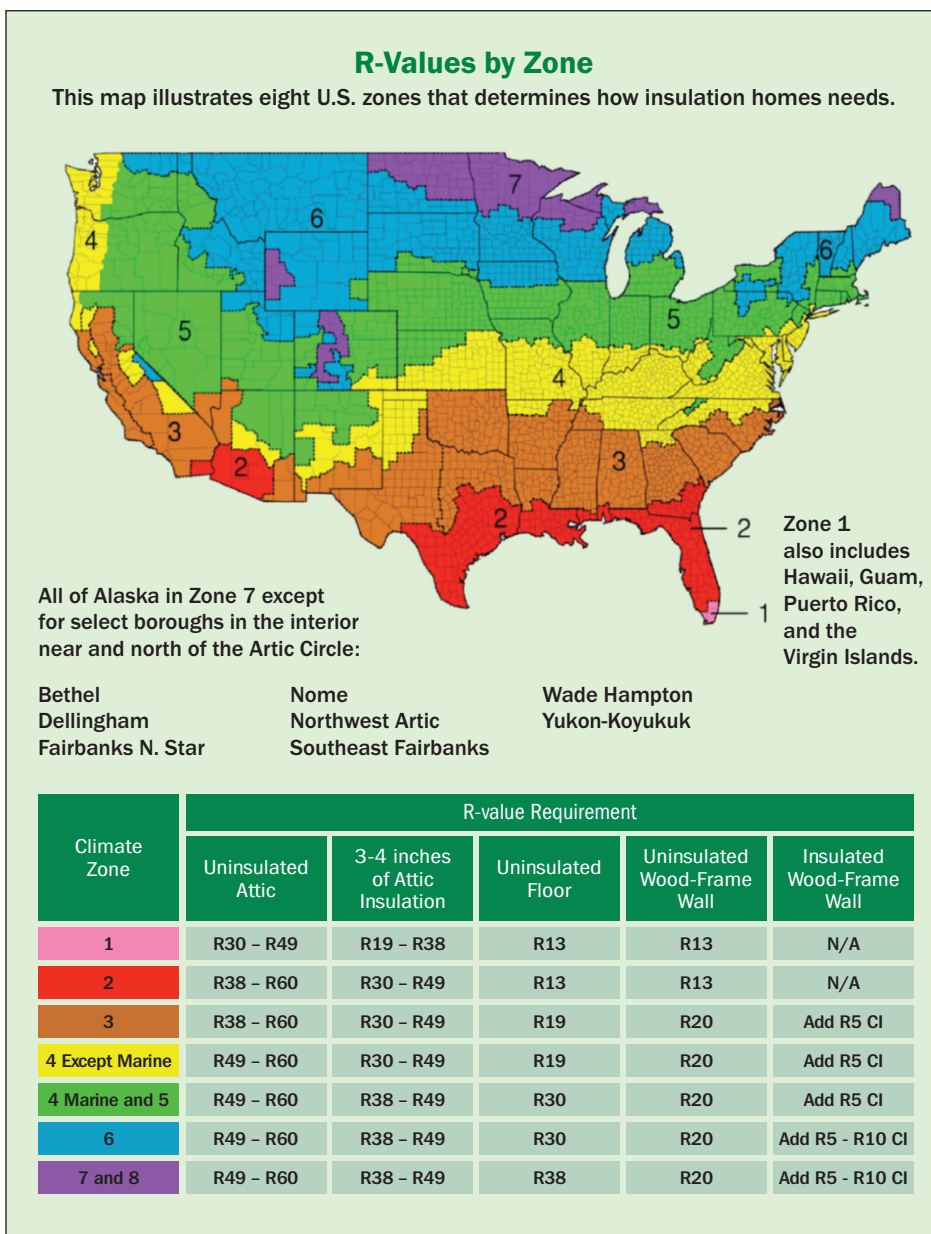 R-Values by Zone
This map illustrates eight U.S. zones that determines how insulation homes needs.
7
6
4
6
5
5
4
3
3
2
2
2
1
Zone 1
also includes
Hawaii, Guam,
Puerto Rico,
and the
Virgin Islands.
All of Alaska in Zone 7 except
for select boroughs in the interior
near and north of the Artic Circle:
Bethel
Dellingham
Fairbanks N. Star
Nome
Northwest Artic
Southeast Fairbanks
Wade Hampton
Yukon-Koyukuk
Climate
Zone
R-value Requirement
Uninsulated
Attic
3-4 inches
of Attic
Insulation
Uninsulated
Floor
Uninsulated
Wood-Frame
Wall
Insulated
Wood-Frame
Wall
1 R30 – R49 R19 – R38 R13 R13 N/A
2 R38 – R60 R30 – R49 R13 R13 N/A
3 R38 – R60 R30 – R49 R19 R20 Add R5 CI
4 Except Marine R49 – R60 R30 – R49 R19 R20 Add R5 CI
4 Marine and 5 R49 – R60 R38 – R49 R30 R20 Add R5 CI
6 R49 – R60 R38 – R49 R30 R20 Add R5 - R10 CI
7 and 8 R49 – R60 R38 – R49 R38 R20 Add R5 - R10 CI